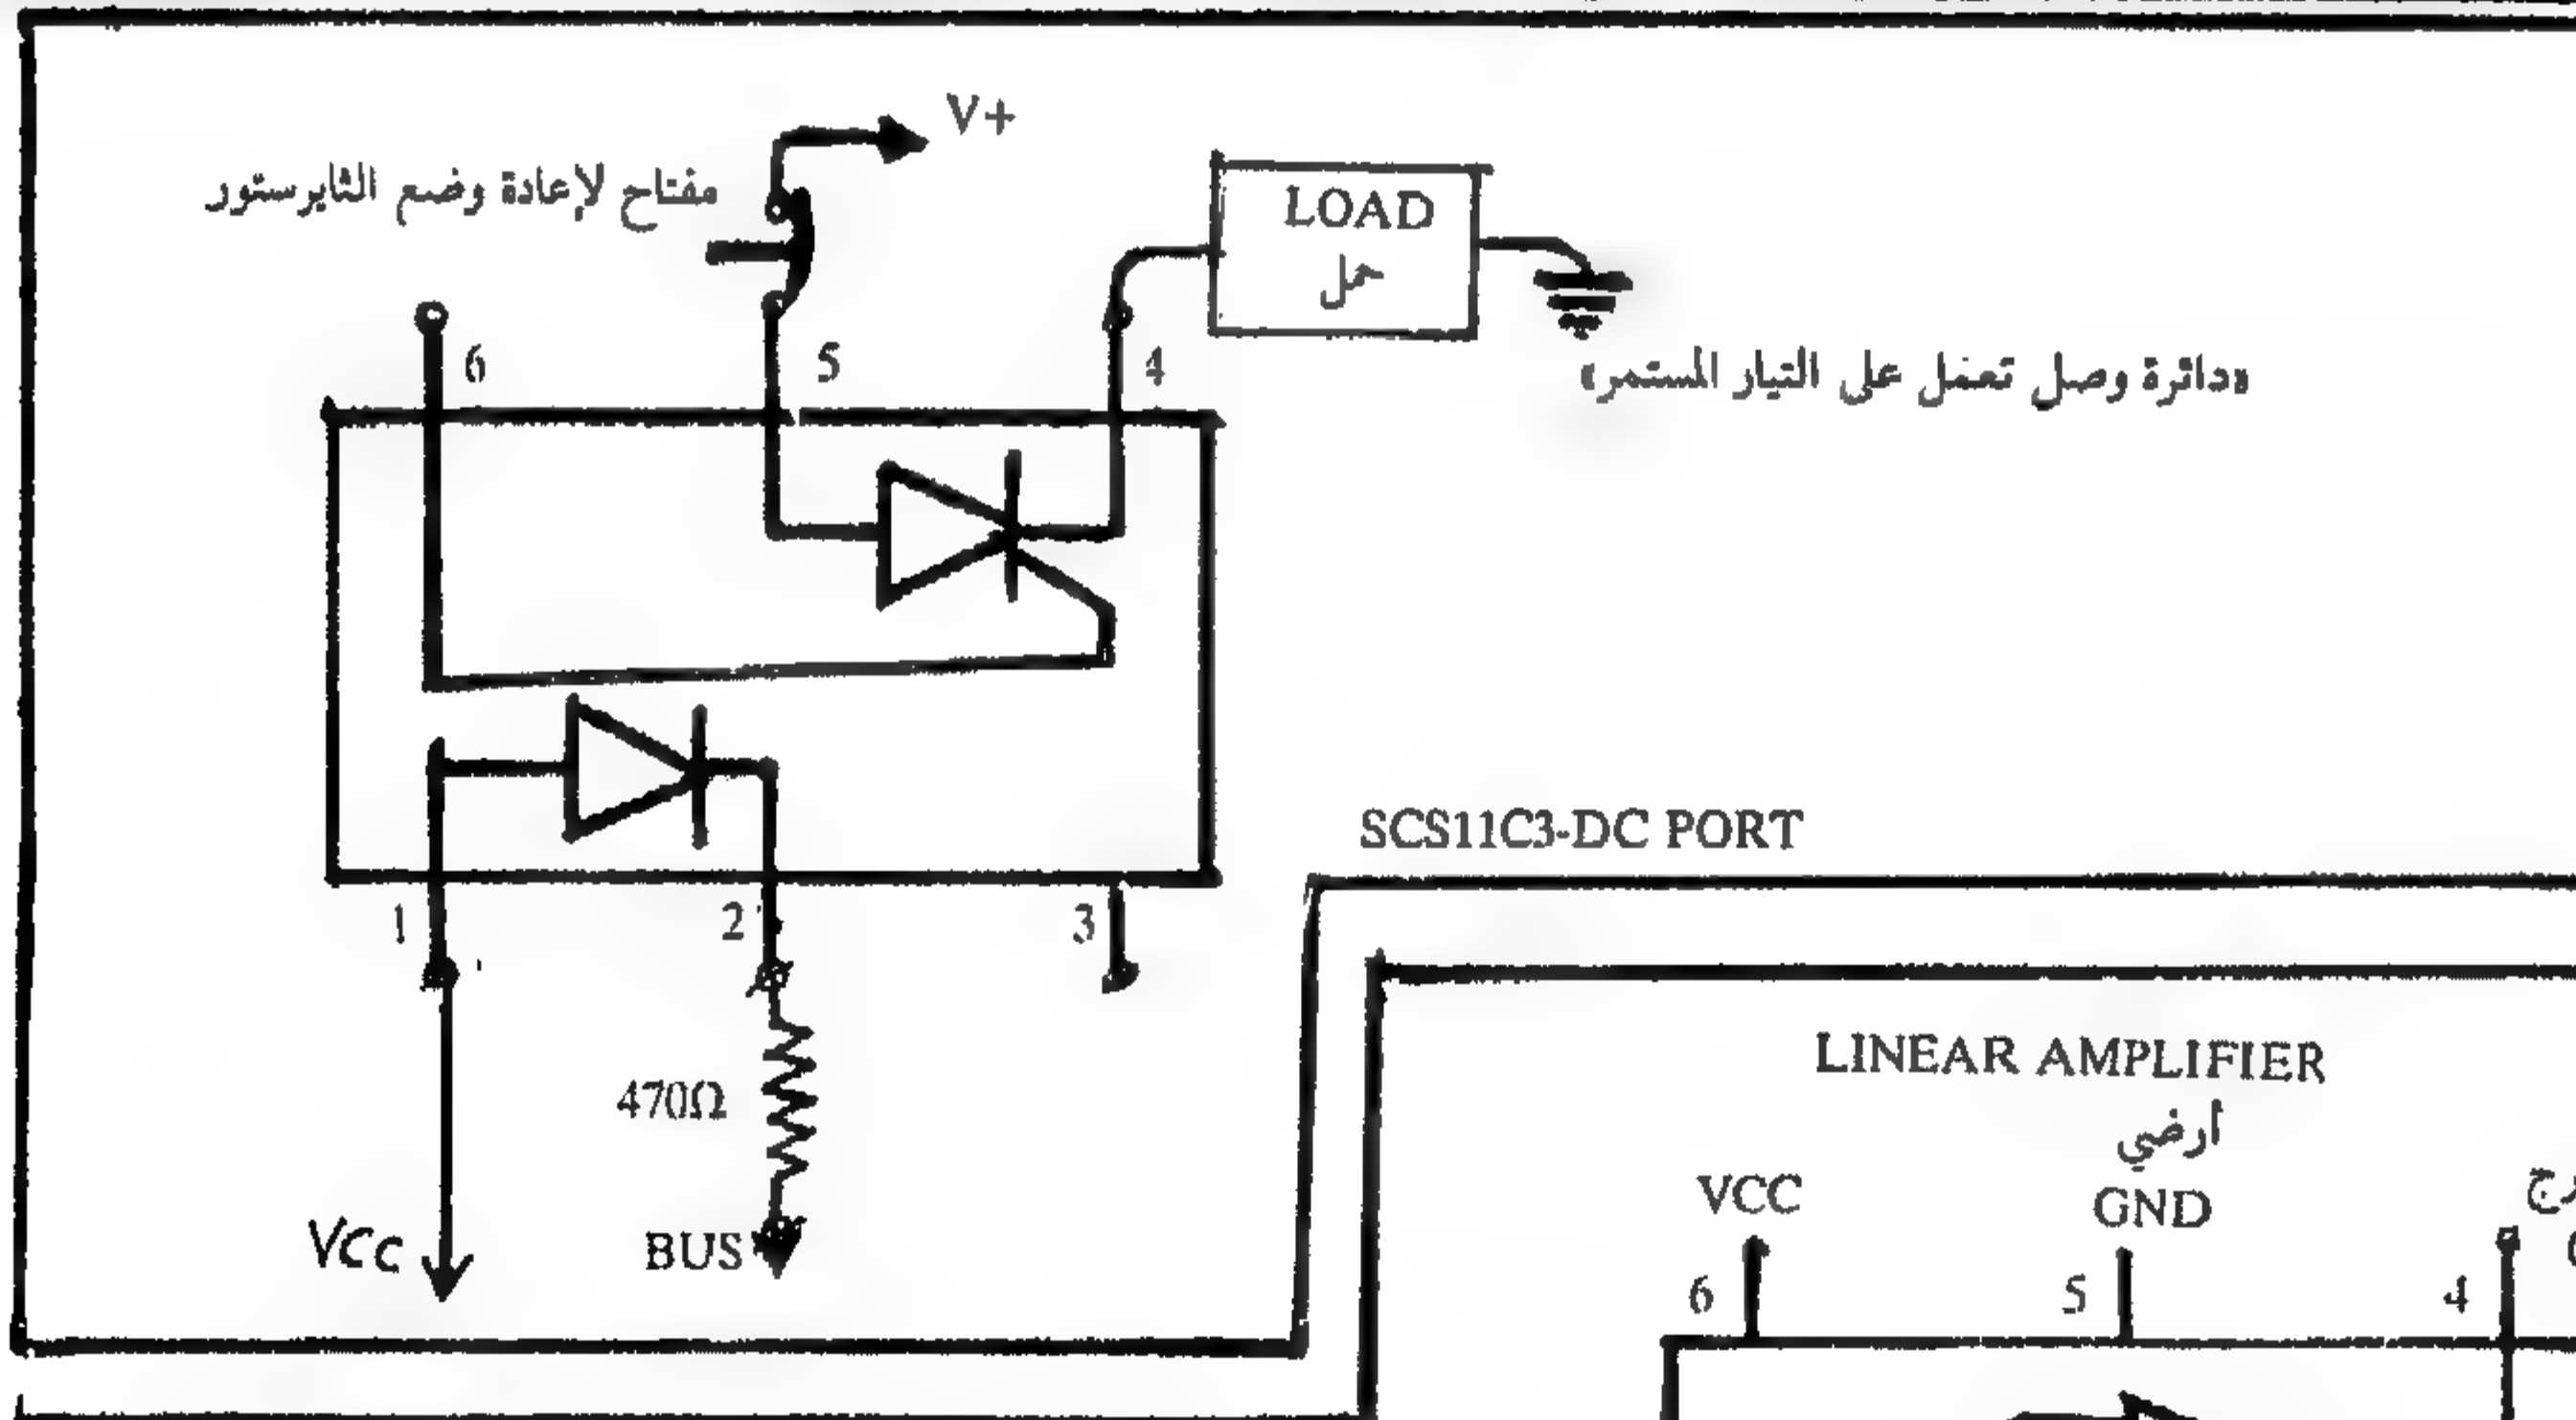 V+
مفتاح لإعادة وضع الثايرستور
LOAD
حمل
6
5
4
«دائرة وصل تعمل على التيار المستمر»
SCS11C3-DC PORT
1
2
3
470Ω
VCC
BUS
LINEAR AMPLIFIER
أرضي
VCC
GND
6
5
4